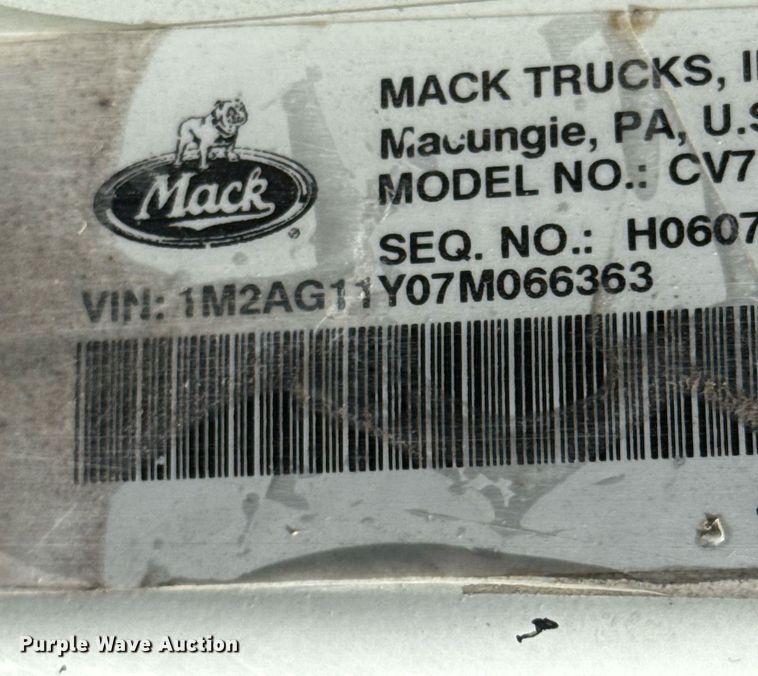 MACK TRUCKS, I
Macungie, PA, U.S
MODEL NO.: CV7
Mack
®
SEQ. NO.: H0607
VIN: 1M2AG11Y07M066363
Purple Wave Auction